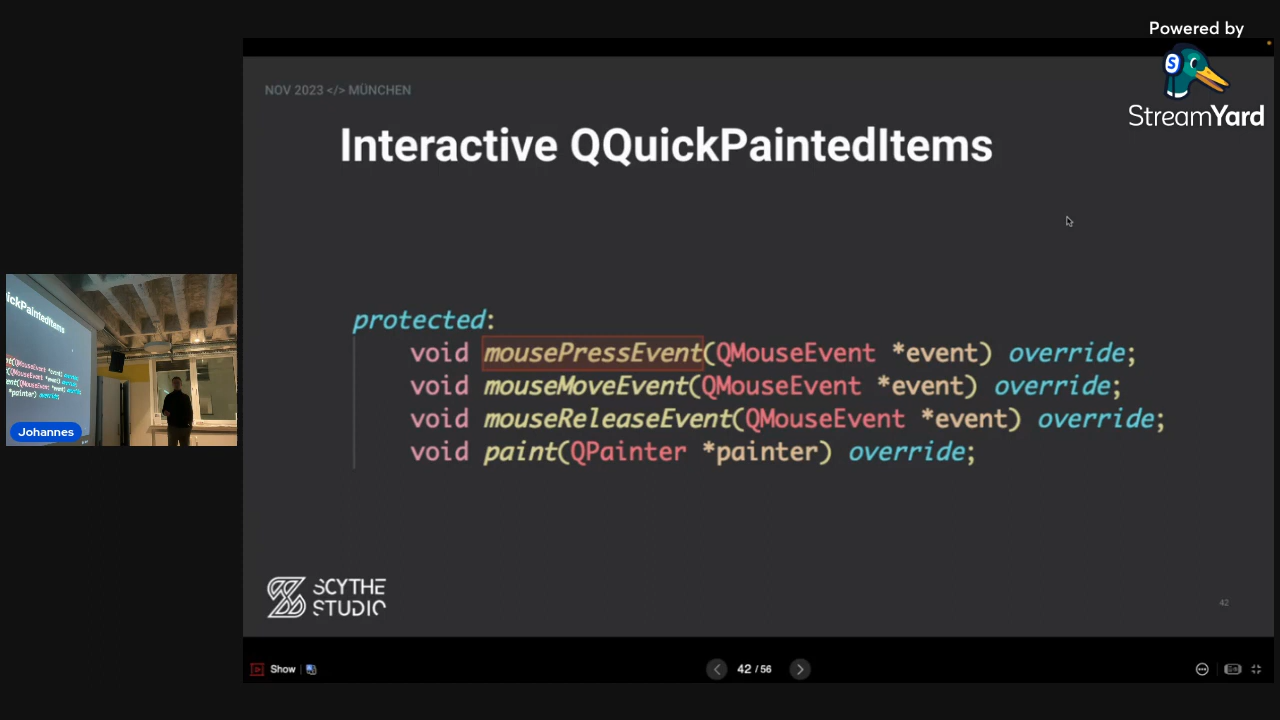 Powered by
StreamYard
NOV 2023 </> MÜNCHEN
Interactive QQuickPaintedItems
protected:
void mousePressEvent(QMouseEvent *event) override;
void mouseMoveEvent(QMouseEvent *event) override;
void mouseReleaseEvent(QMouseEvent *event) override;
void paint(QPainter *painter) override;
Johannes
SCYTHE
STUDIO
42
Show
42 / 56